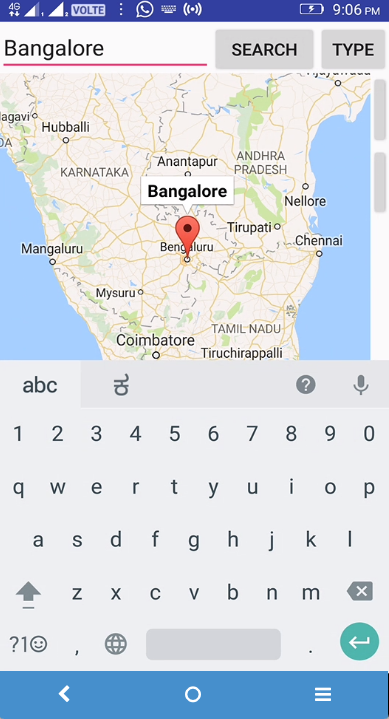 4G VOLTE 9:06 PM
Bangalore SEARCH TYPE
Hubballi
KARNATAKA
Anantapur
ANDHRA
PRADESH
Bangalore
Nellore
Tirupati
Chennai
Mangaluru
Bengaluru
Mysuru
TAMIL NADU
Coimbatore
Tiruchirappalli
abc ಕ
1 2 3 4 5 6 7 8 9 0
q w e r t y u i o p
a s d f g h j k l
z x c v b n m
?1☺ , .